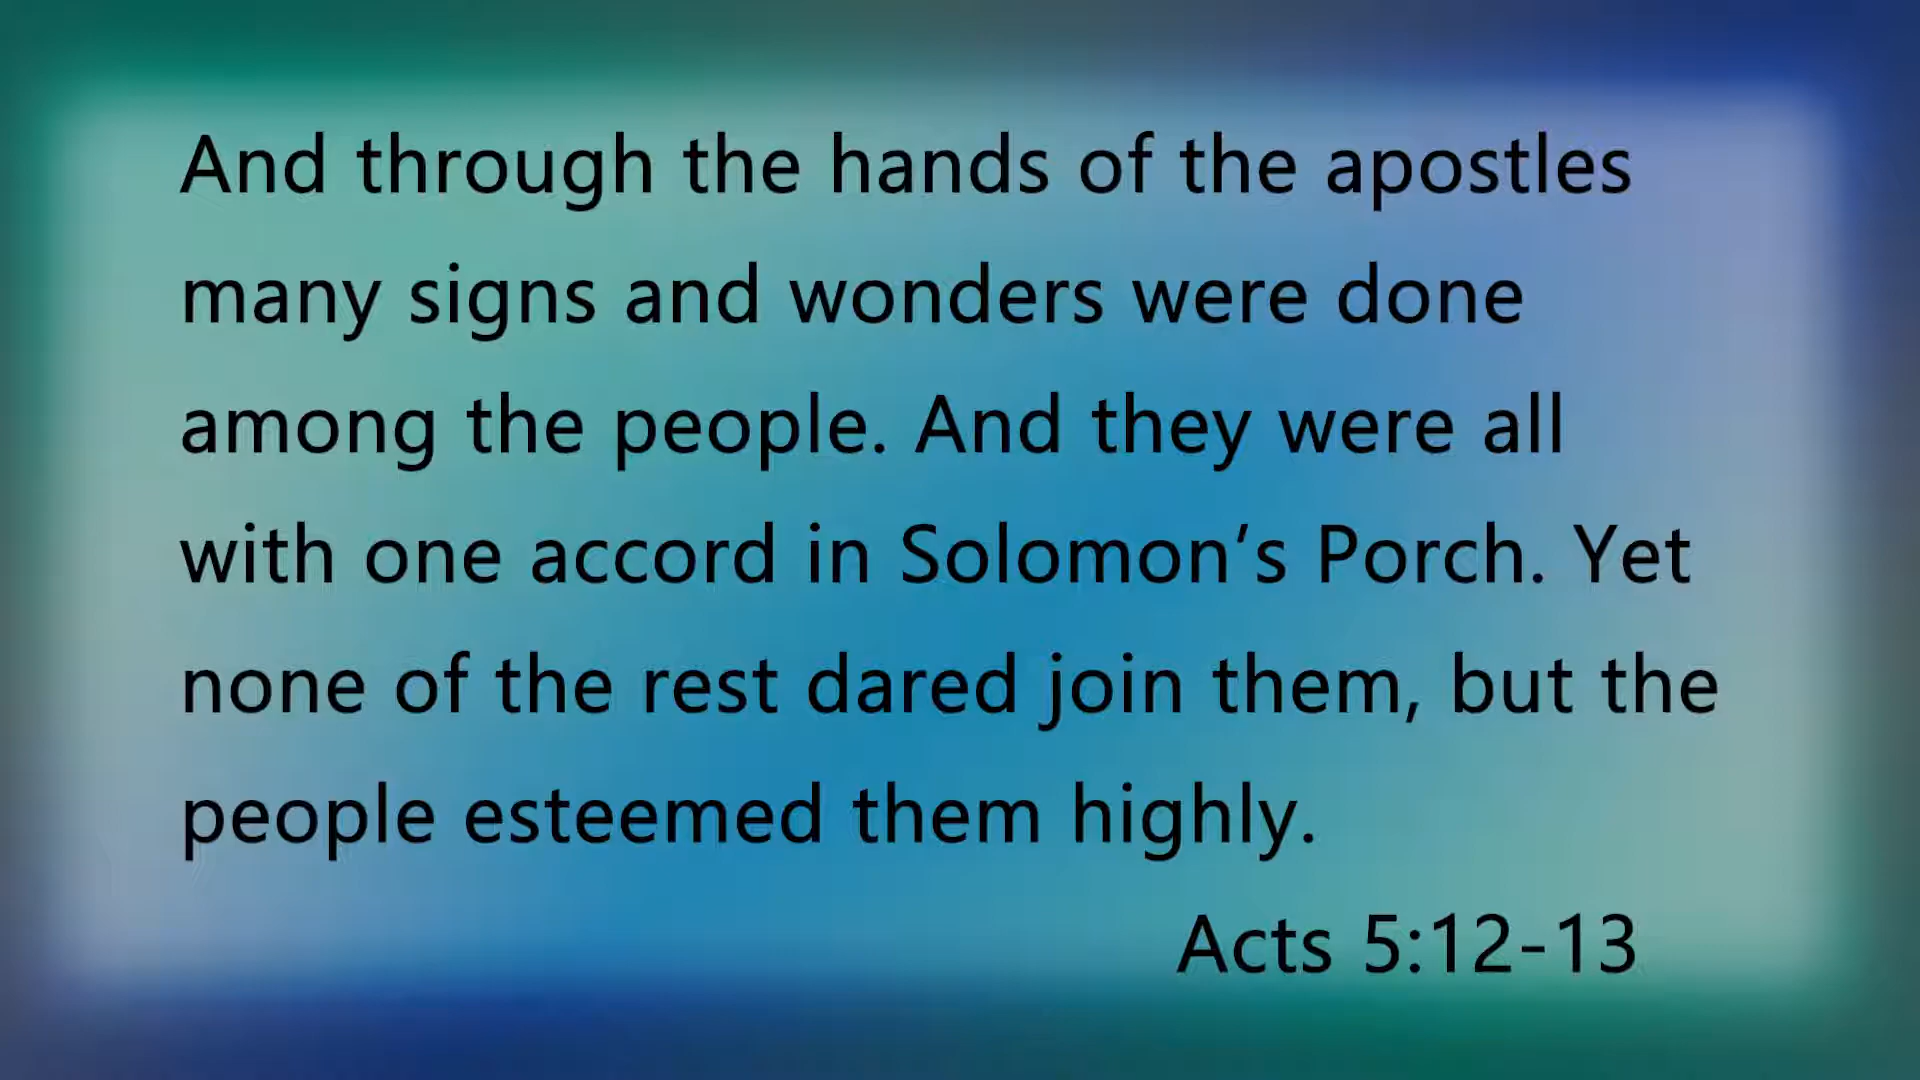 And through the hands of the apostles
many signs and wonders were done
among the people. And they were all
with one accord in Solomon’s Porch. Yet
none of the rest dared join them, but the
people esteemed them highly.
Acts 5:12-13